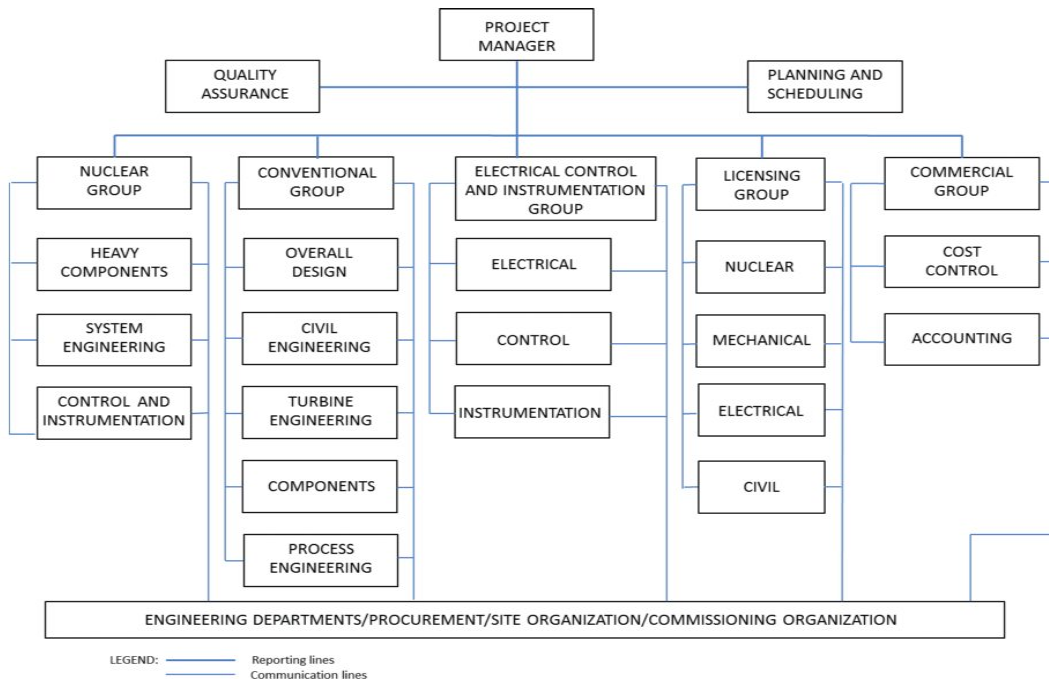 PROJECT
MANAGER
QUALITY
ASSURANCE
PLANNING AND
SCHEDULING
NUCLEAR
GROUP
HEAVY
COMPONENTS
SYSTEM
ENGINEERING
CONTROL AND
INSTRUMENTATION
CONVENTIONAL
GROUP
OVERALL
DESIGN
CIVIL
ENGINEERING
TURBINE
ENGINEERING
COMPONENTS
PROCESS
ENGINEERING
ELECTRICAL CONTROL
AND INSTRUMENTATION
GROUP
ELECTRICAL
CONTROL
INSTRUMENTATION
LICENSING
GROUP
NUCLEAR
MECHANICAL
ELECTRICAL
CIVIL
COMMERCIAL
GROUP
COST
CONTROL
ACCOUNTING
ENGINEERING DEPARTMENTS/PROCUREMENT/SITE ORGANIZATION/COMMISSIONING ORGANIZATION
LEGEND: Reporting lines
Communication lines